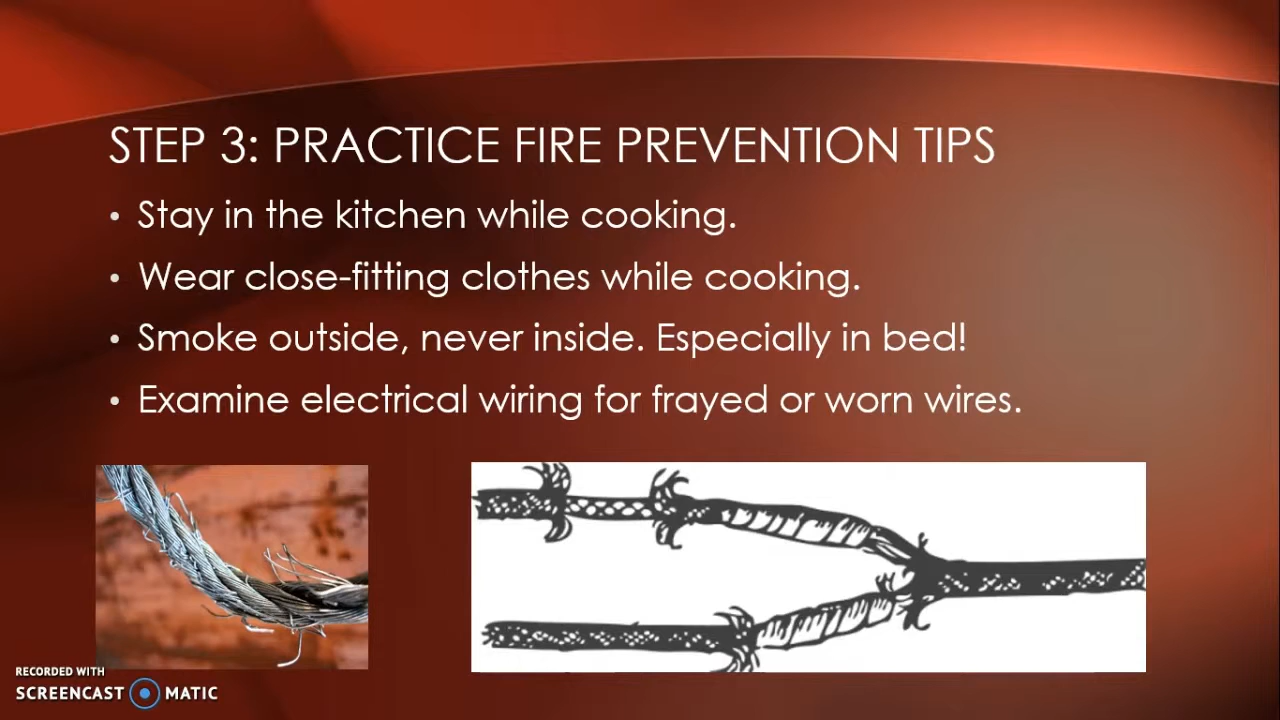 STEP 3: PRACTICE FIRE PREVENTION TIPS
• Stay in the kitchen while cooking.
• Wear close-fitting clothes while cooking.
• Smoke outside, never inside. Especially in bed!
• Examine electrical wiring for frayed or worn wires.
RECORDED WITH
SCREENCAST MATIC